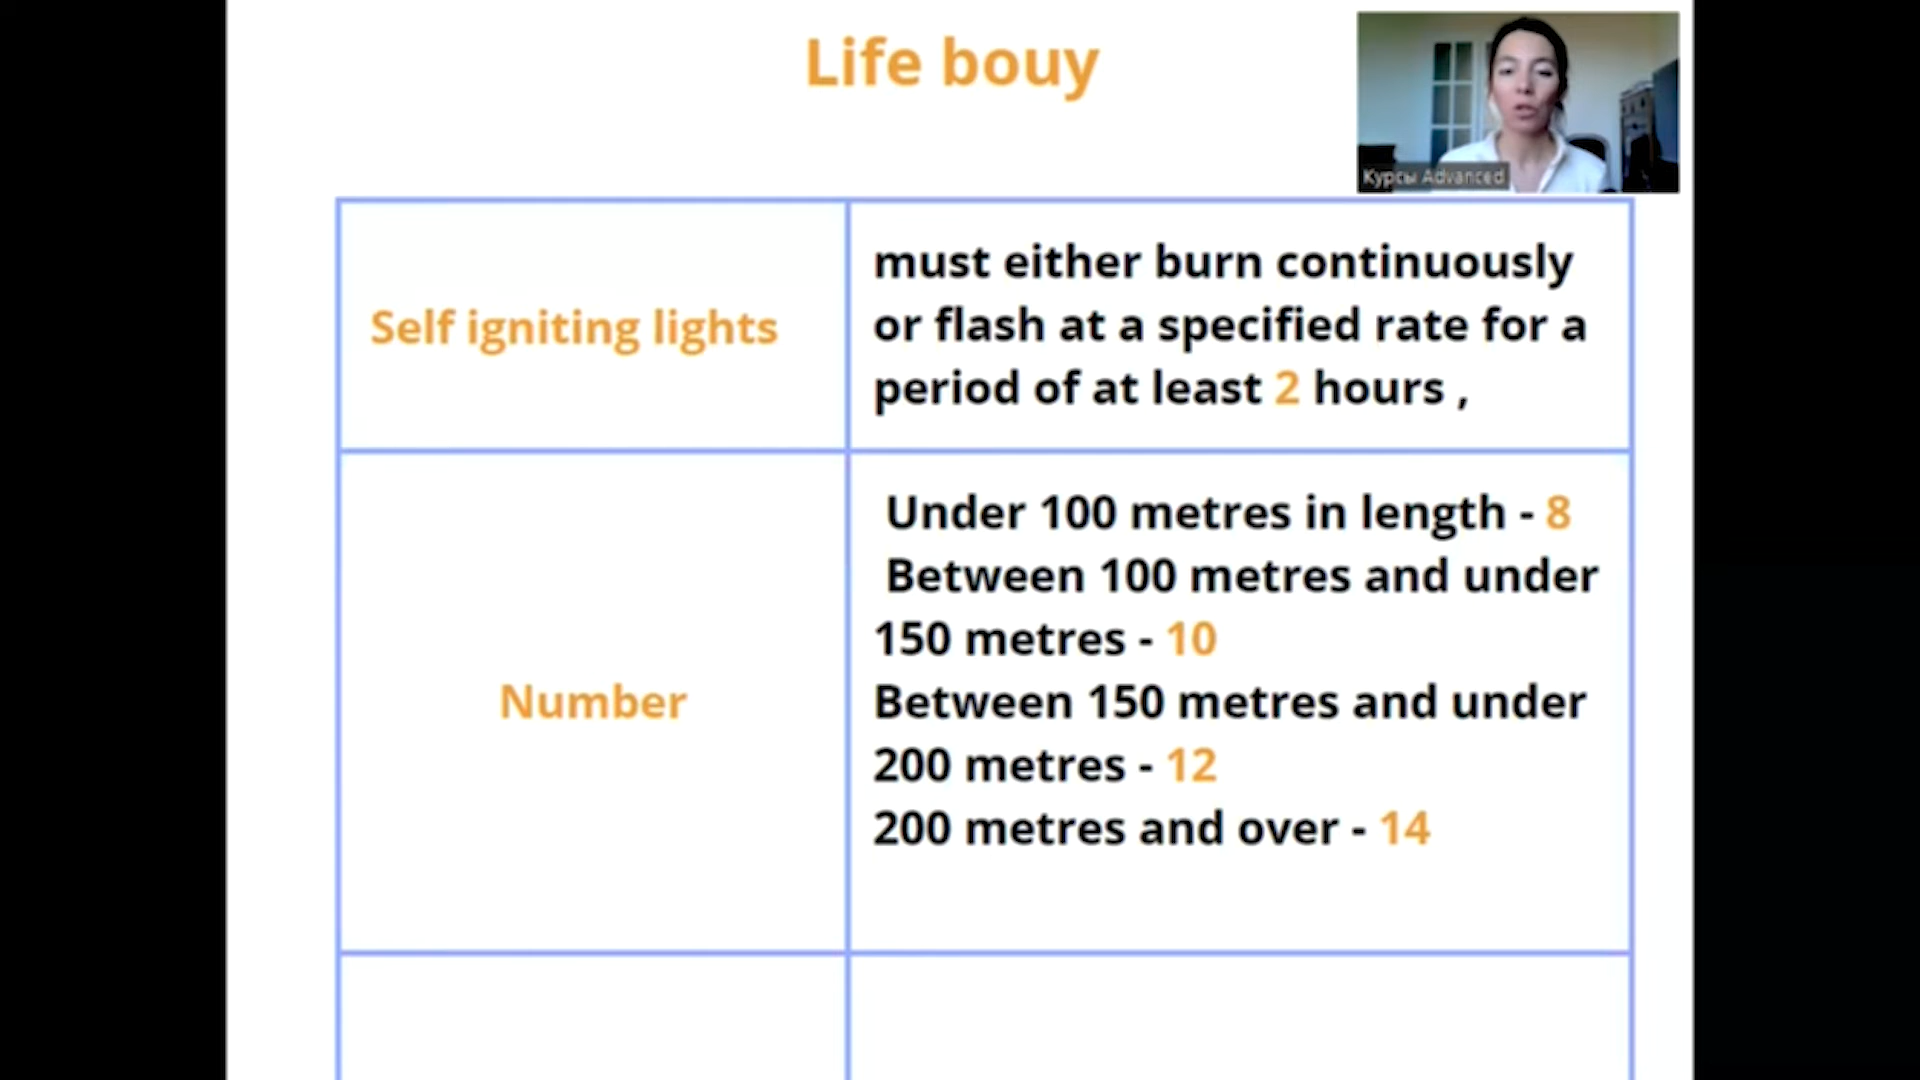 Life bouy
Курсы Advanced
Self igniting lights
must either burn continuously
or flash at a specified rate for a
period of at least 2 hours ,
Number
Under 100 metres in length - 8
Between 100 metres and under
150 metres - 10
Between 150 metres and under
200 metres - 12
200 metres and over - 14